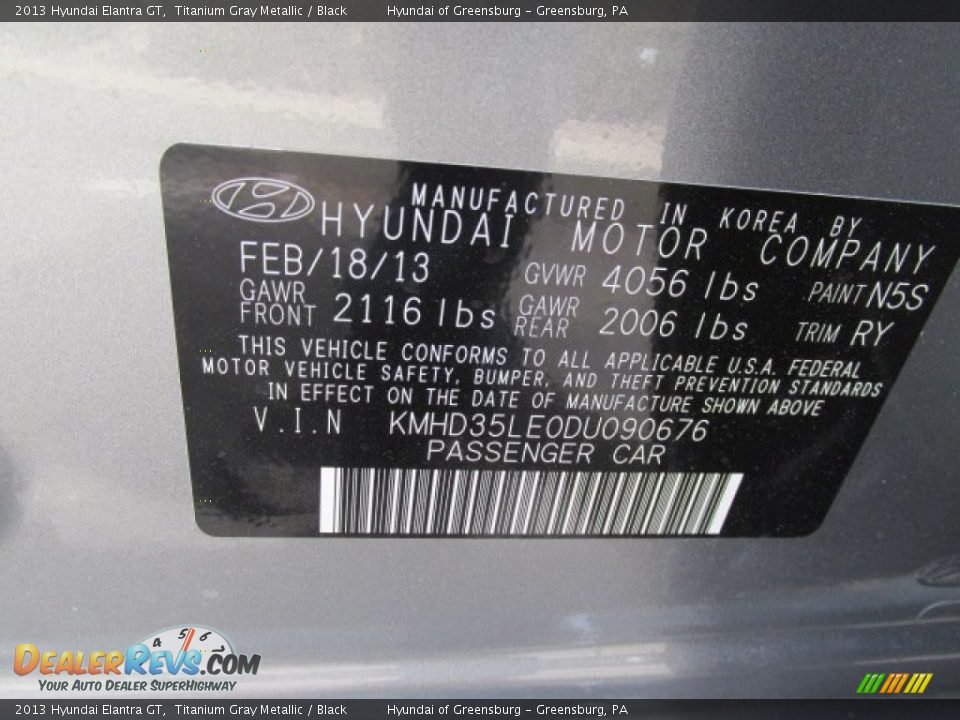 2013 Hyundai Elantra GT, Titanium Gray Metallic / Black Hyundai of Greensburg - Greensburg, PA
MANUFACTURED IN KOREA BY
HYUNDAI MOTOR COMPANY
FEB/18/13 GVWR 4056 lbs PAINT N5S
GAWR FRONT 2116 lbs GAWR REAR 2006 lbs TRIM RY
THIS VEHICLE CONFORMS TO ALL APPLICABLE U.S.A. FEDERAL
MOTOR VEHICLE SAFETY, BUMPER, AND THEFT PREVENTION STANDARDS
IN EFFECT ON THE DATE OF MANUFACTURE SHOWN ABOVE
V.I.N KMHD35LE0DU090676
PASSENGER CAR
4 5 6
DEALERREVS.COM
YOUR AUTO DEALER SUPERHIGHWAY
2013 Hyundai Elantra GT, Titanium Gray Metallic / Black Hyundai of Greensburg - Greensburg, PA